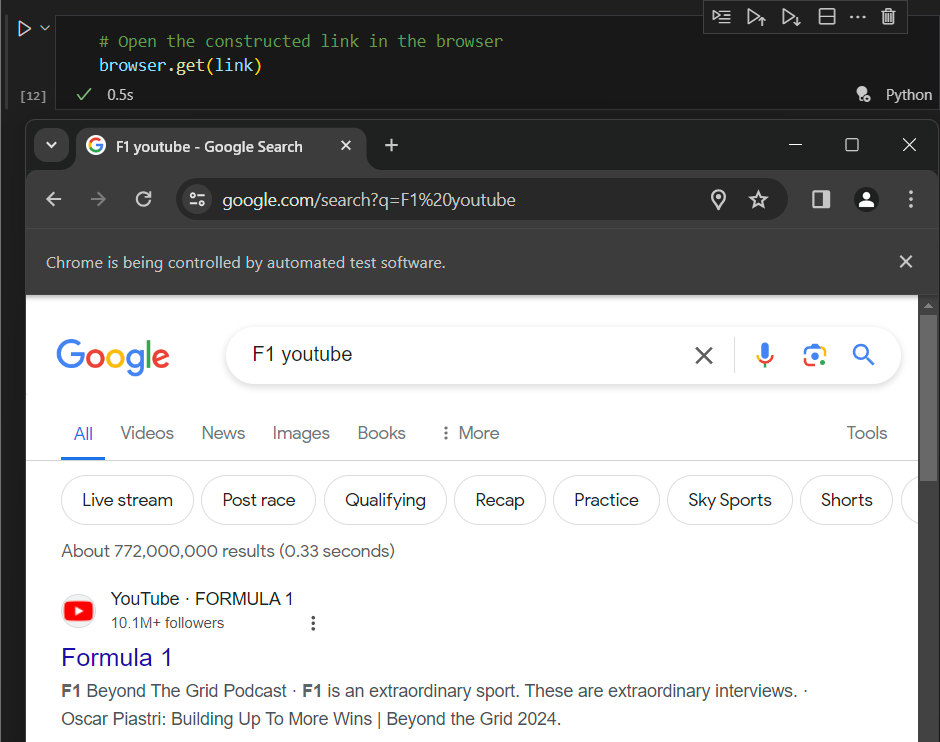 # Open the constructed link in the browser
browser.get(link)
[12] 0.5s Python
F1 youtube - Google Search
google.com/search?q=F1%20youtube
Chrome is being controlled by automated test software.
Google F1 youtube
All Videos News Images Books More Tools
Live stream Post race Qualifying Recap Practice Sky Sports Shorts
About 772,000,000 results (0.33 seconds)
YouTube · FORMULA 1
10.1M+ followers
Formula 1
F1 Beyond The Grid Podcast · F1 is an extraordinary sport. These are extraordinary interviews. ·
Oscar Piastri: Building Up To More Wins | Beyond the Grid 2024.